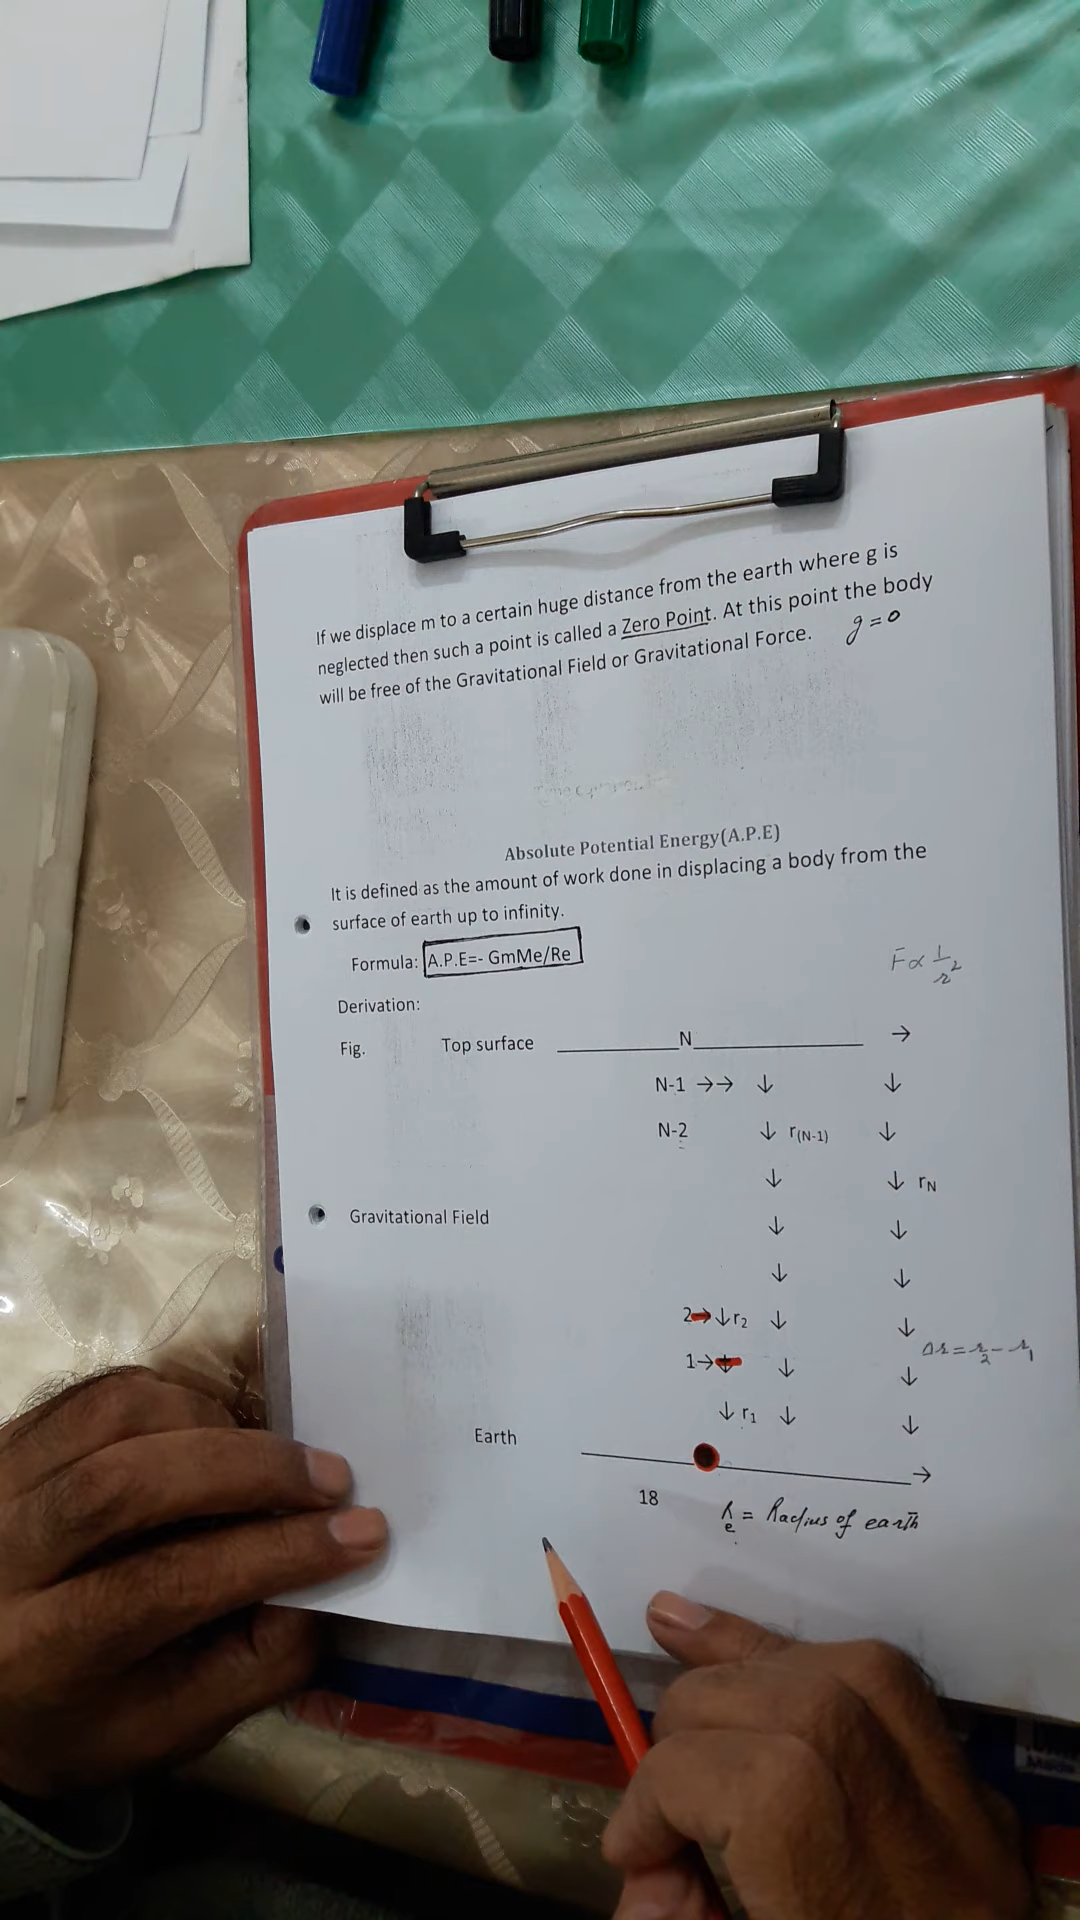 If we displace m to a certain huge distance from the earth where g is
neglected then such a point is called a Zero Point. At this point the body
will be free of the Gravitational Field or Gravitational Force. g=0
Absolute Potential Energy(A.P.E)
It is defined as the amount of work done in displacing a body from the
surface of earth up to infinity.
Formula: A.P.E=- GmMe/Re
F∝ 1/r²
Derivation:
Fig. Top surface ________N________ →
N-1 →→ ↓ ↓
N-2 ↓ r(N-1) ↓
↓ ↓ rN
Gravitational Field ↓ ↓
↓ ↓
2→↓r2 ↓ ↓
Δr=r2-r1
1→↓ ↓ ↓
↓ r1 ↓ ↓
Earth →
18
Re = Radius of earth